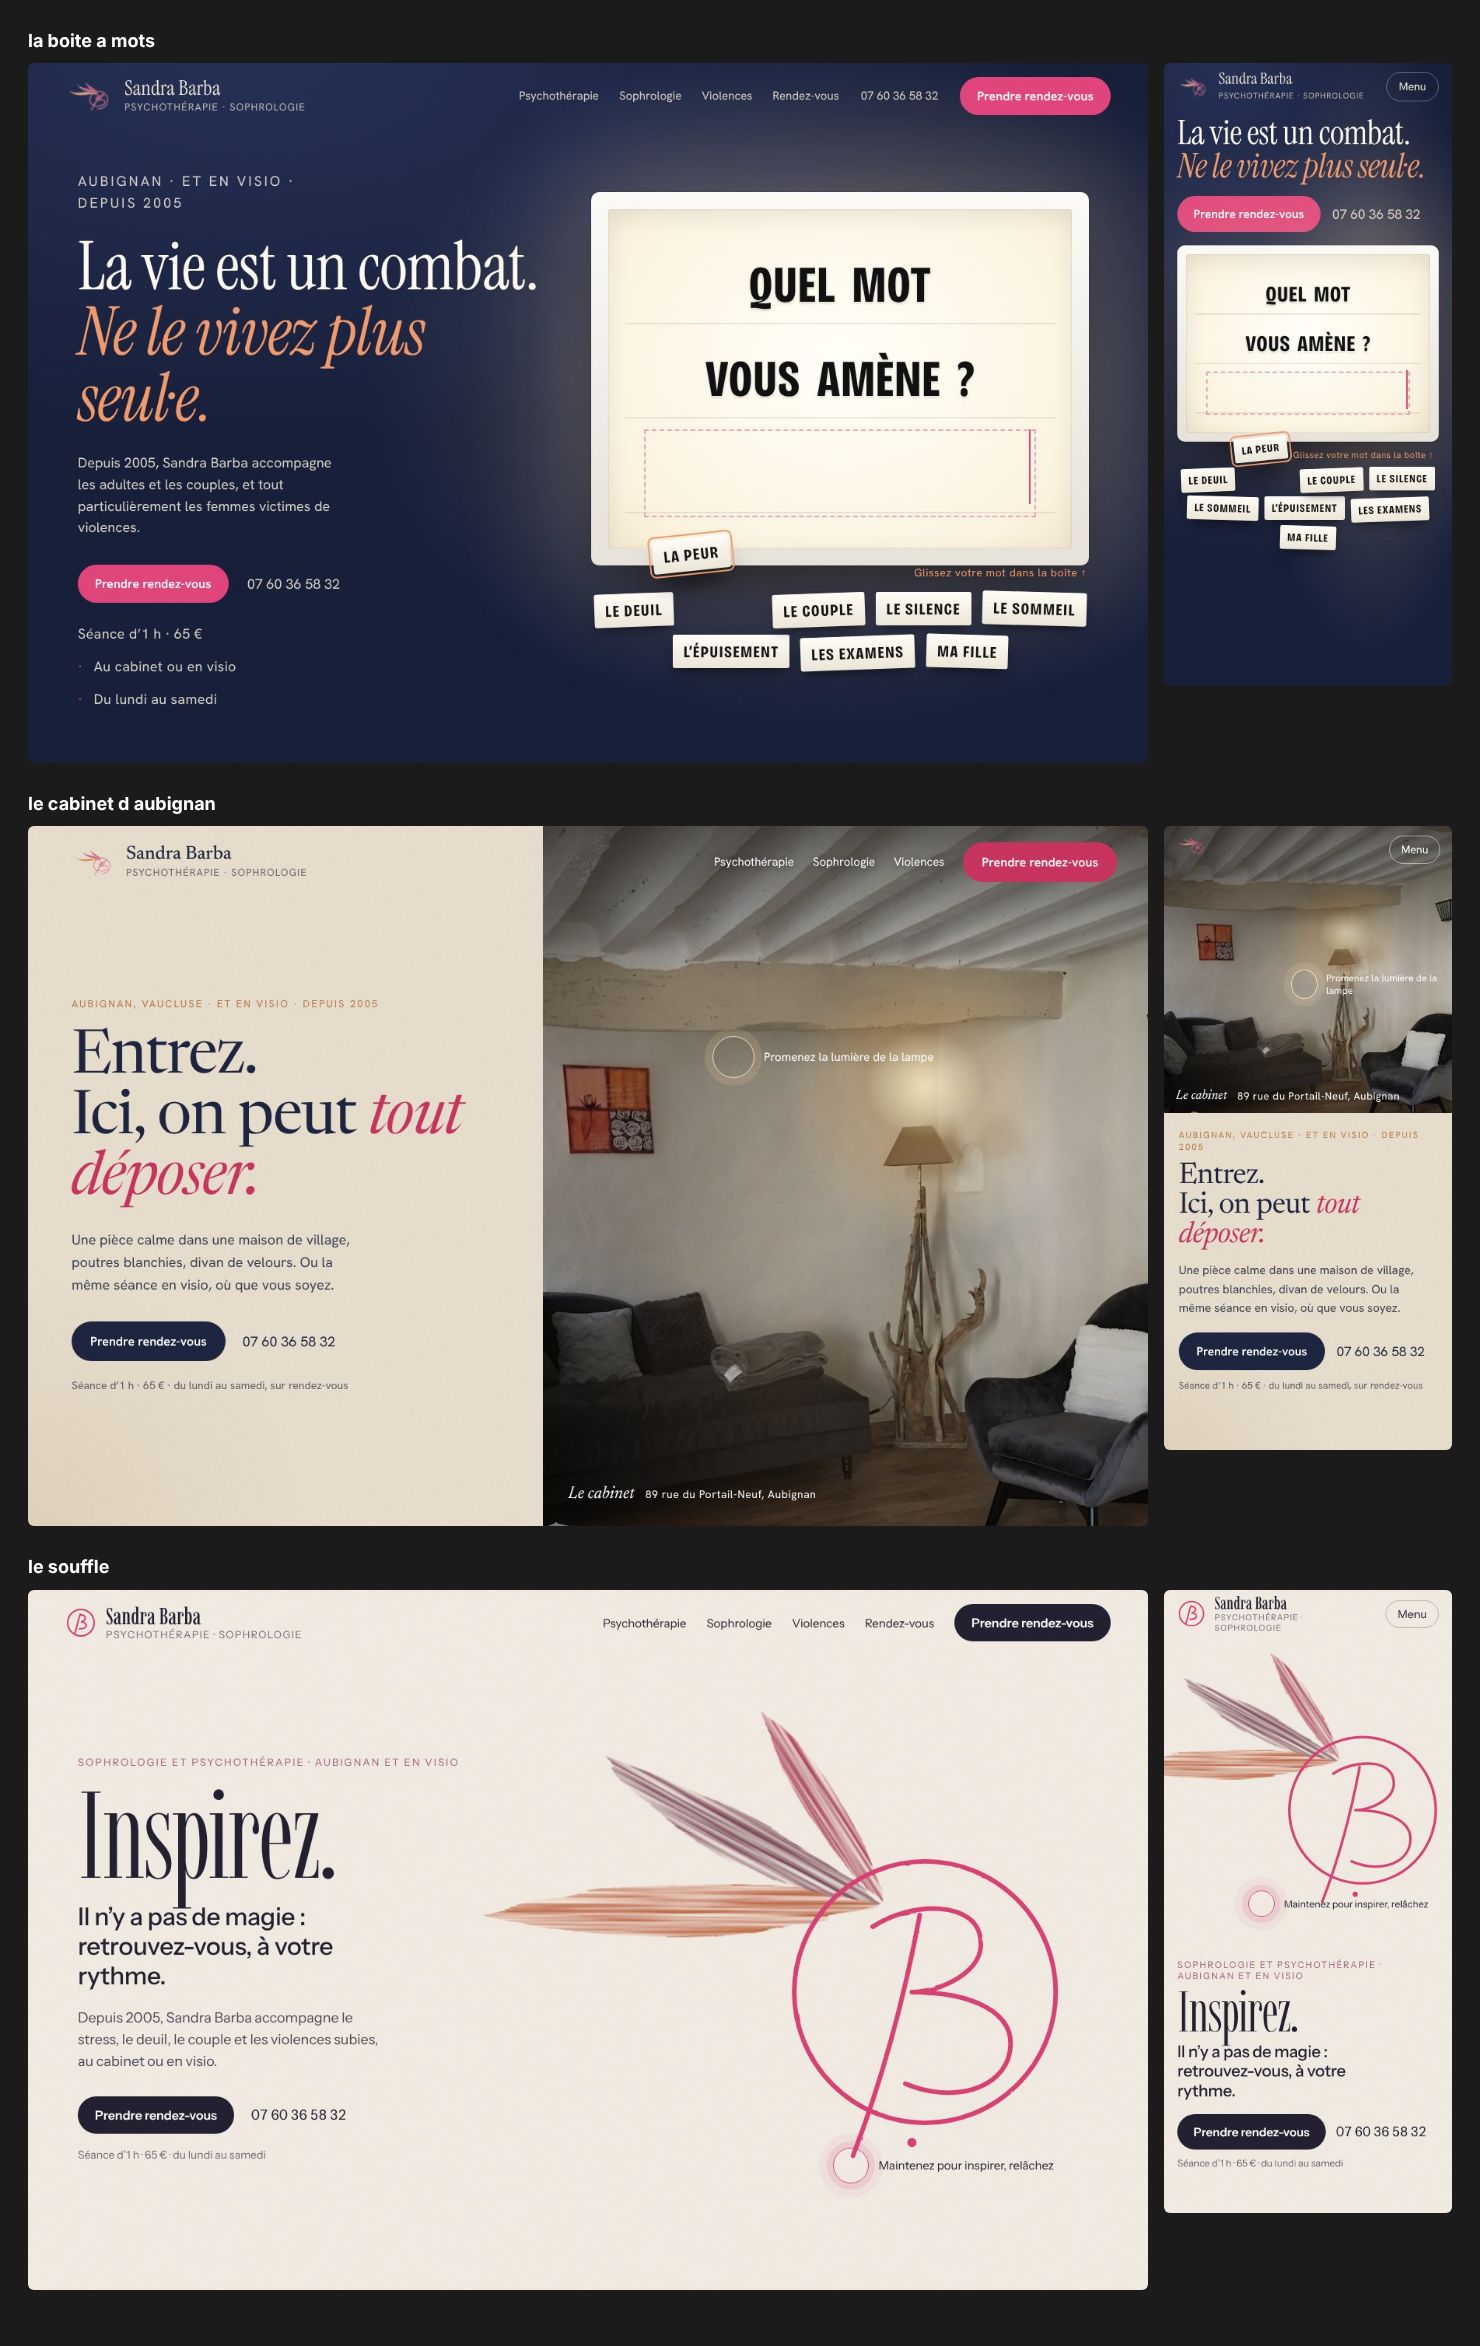 la boite a mots
Sandra Barba
PSYCHOTHÉRAPIE · SOPHROLOGIE
Psychothérapie Sophrologie Violences Rendez-vous 07 60 36 58 32 Prendre rendez-vous
AUBIGNAN · ET EN VISIO ·
DEPUIS 2005
La vie est un combat.
Ne le vivez plus
seul·e.
Depuis 2005, Sandra Barba accompagne
les adultes et les couples, et tout
particulièrement les femmes victimes de
violences.
Prendre rendez-vous 07 60 36 58 32
Séance d'1 h · 65 €
· Au cabinet ou en visio
· Du lundi au samedi
QUEL MOT
VOUS AMÈNE ?
LA PEUR
Glissez votre mot dans la boîte ↑
LE DEUIL LE COUPLE LE SILENCE LE SOMMEIL
L'ÉPUISEMENT LES EXAMENS MA FILLE
Sandra Barba
PSYCHOTHÉRAPIE · SOPHROLOGIE
Menu
La vie est un combat.
Ne le vivez plus seul·e.
Prendre rendez-vous 07 60 36 58 32
QUEL MOT
VOUS AMÈNE ?
LA PEUR
Glissez votre mot dans la boîte ↑
LE DEUIL LE COUPLE LE SILENCE
LE SOMMEIL L'ÉPUISEMENT LES EXAMENS
MA FILLE
le cabinet d aubignan
Sandra Barba
PSYCHOTHÉRAPIE · SOPHROLOGIE
Psychothérapie Sophrologie Violences Prendre rendez-vous
AUBIGNAN, VAUCLUSE · ET EN VISIO · DEPUIS 2005
Entrez.
Ici, on peut tout
déposer.
Une pièce calme dans une maison de village,
poutres blanchies, divan de velours. Ou la
même séance en visio, où que vous soyez.
Prendre rendez-vous 07 60 36 58 32
Séance d'1 h · 65 € · du lundi au samedi, sur rendez-vous
Promenez la lumière de la lampe
Le cabinet 89 rue du Portail-Neuf, Aubignan
Menu
Promenez la lumière de la
lampe
Le cabinet 89 rue du Portail-Neuf, Aubignan
AUBIGNAN, VAUCLUSE · ET EN VISIO · DEPUIS
2005
Entrez.
Ici, on peut tout
déposer.
Une pièce calme dans une maison de village,
poutres blanchies, divan de velours. Ou la
même séance en visio, où que vous soyez.
Prendre rendez-vous 07 60 36 58 32
Séance d'1 h · 65 € · du lundi au samedi, sur rendez-vous
le souffle
B Sandra Barba
PSYCHOTHÉRAPIE · SOPHROLOGIE
Psychothérapie Sophrologie Violences Rendez-vous Prendre rendez-vous
SOPHROLOGIE ET PSYCHOTHÉRAPIE · AUBIGNAN ET EN VISIO
Inspirez.
Il n'y a pas de magie :
retrouvez-vous, à votre
rythme.
Depuis 2005, Sandra Barba accompagne le
stress, le deuil, le couple et les violences subies,
au cabinet ou en visio.
Prendre rendez-vous 07 60 36 58 32
Séance d'1 h · 65 € · du lundi au samedi
B
Maintenez pour inspirer, relâchez
B Sandra Barba
PSYCHOTHÉRAPIE ·
SOPHROLOGIE
Menu
B
Maintenez pour inspirer, relâchez
SOPHROLOGIE ET PSYCHOTHÉRAPIE ·
AUBIGNAN ET EN VISIO
Inspirez.
Il n'y a pas de magie :
retrouvez-vous, à votre
rythme.
Prendre rendez-vous 07 60 36 58 32
Séance d'1 h · 65 € · du lundi au samedi